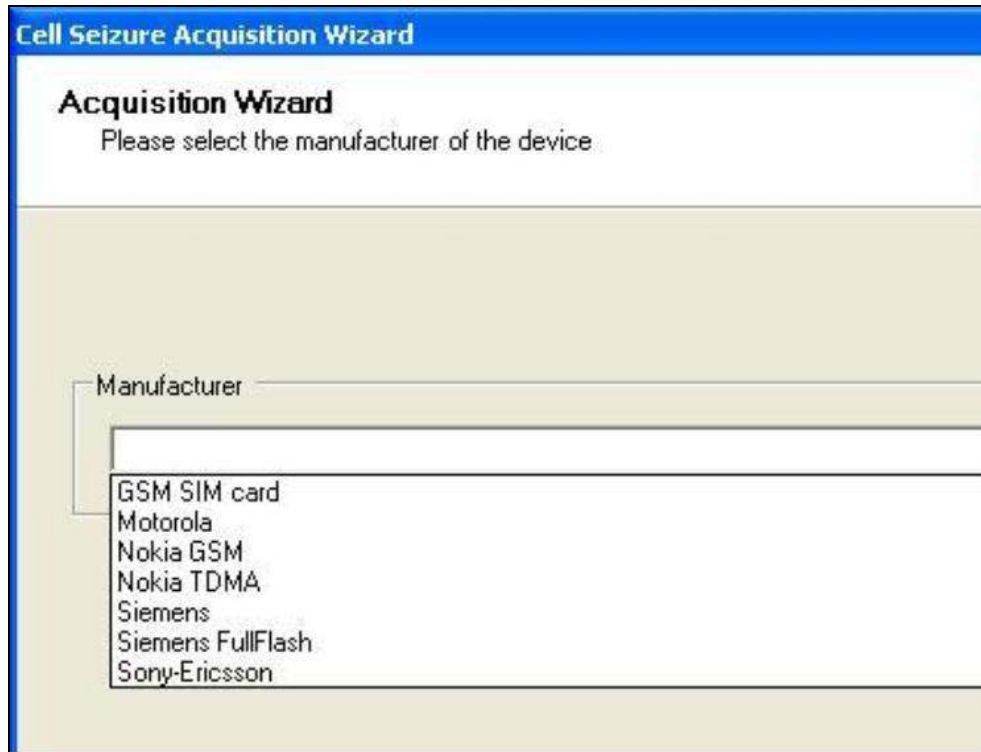 Cell Seizure Acquisition Wizard
Acquisition Wizard
Please select the manufacturer of the device
Manufacturer
GSM SIM card
Motorola
Nokia GSM
Nokia TDMA
Siemens
Siemens FullFlash
Sony-Ericsson